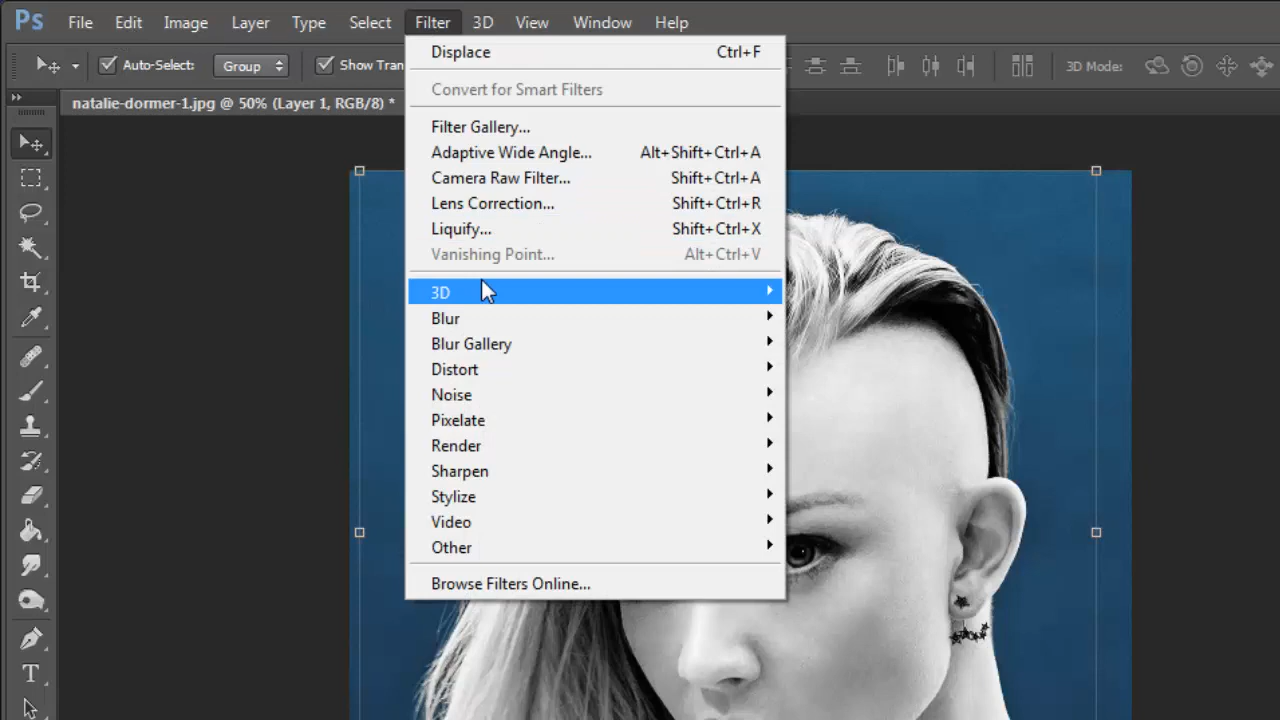 Ps File Edit Image Layer Type Select Filter 3D View Window Help
Auto-Select: Group Show Tran 3D Mode:
natalie-dormer-1.jpg @ 50% (Layer 1, RGB/8) *
Displace Ctrl+F
Convert for Smart Filters
Filter Gallery...
Adaptive Wide Angle... Alt+Shift+Ctrl+A
Camera Raw Filter... Shift+Ctrl+A
Lens Correction... Shift+Ctrl+R
Liquify... Shift+Ctrl+X
Vanishing Point... Alt+Ctrl+V
3D
Blur
Blur Gallery
Distort
Noise
Pixelate
Render
Sharpen
Stylize
Video
Other
Browse Filters Online...